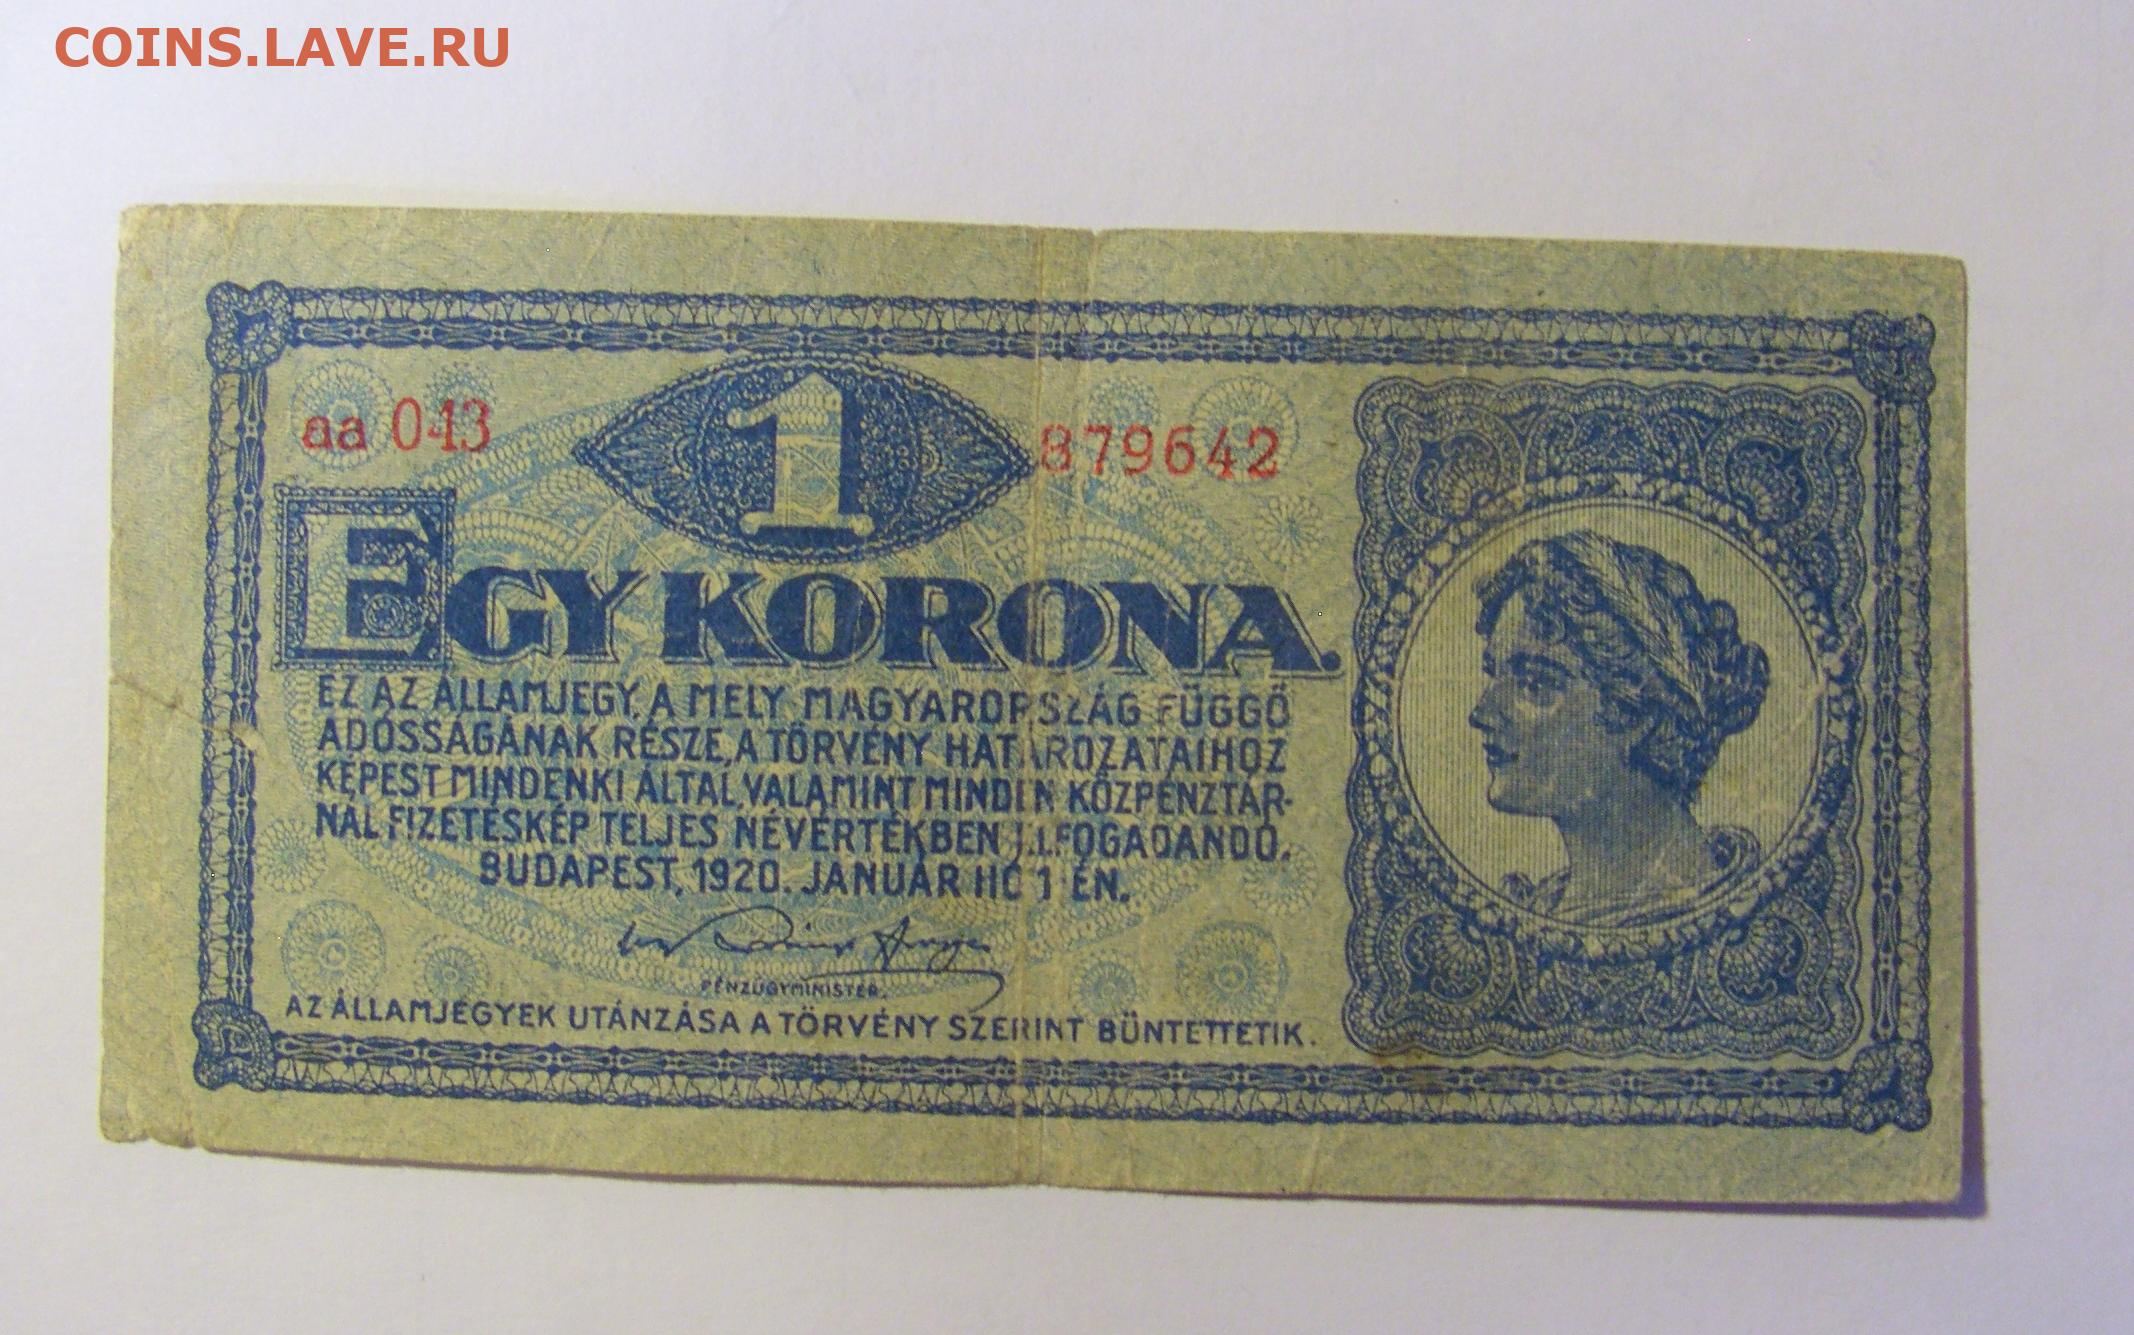 COINS.LAVE.RU
aa 043 1 879642
EGY KORONA.
EZ AZ ÁLLAMJEGY, A MELY MAGYARORSZÁG FÜGGŐ
ADÓSSÁGÁNAK RÉSZE, A TÖRVÉNY HATÁROZATAIHOZ
KÉPEST MINDENKI ÁLTAL, VALAMINT MINDEN KÖZPÉNZTÁR-
NÁL FIZETÉSKÉP TELJES NÉVÉRTÉKBEN ELFOGADANDÓ.
BUDAPEST, 1920. JANUÁR HÓ 1-ÉN.
PÉNZÜGYMINISTER.
AZ ÁLLAMJEGYEK UTÁNZÁSA A TÖRVÉNY SZERINT BÜNTETTETIK.